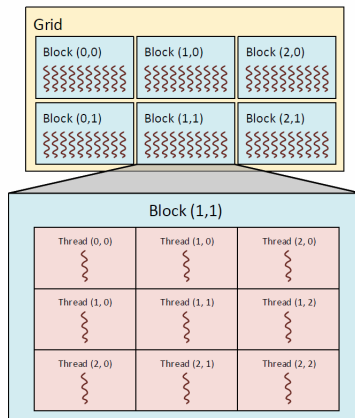 Grid
Block (0,0) Block (1,0) Block (2,0)
Block (0,1) Block (1,1) Block (2,1)
Block (1,1)
Thread (0, 0) Thread (1, 0) Thread (2, 0)
Thread (1, 0) Thread (1, 1) Thread (1, 2)
Thread (2, 0) Thread (2, 1) Thread (2, 2)